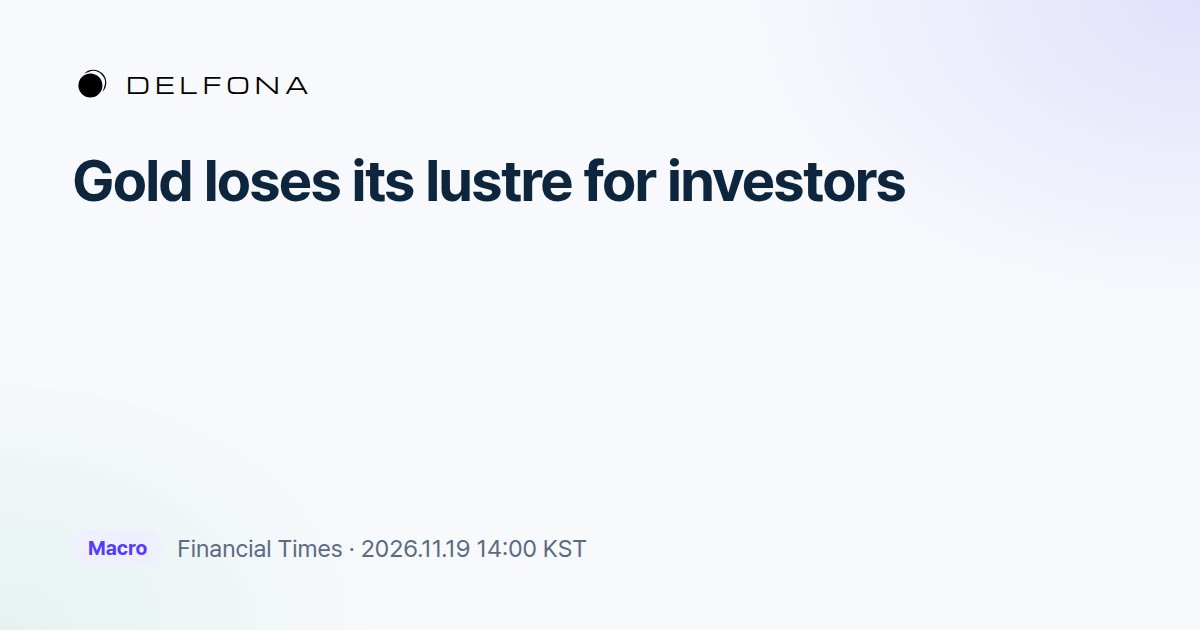 DELFONA
Gold loses its lustre for investors
Macro Financial Times · 2026.11.19 14:00 KST